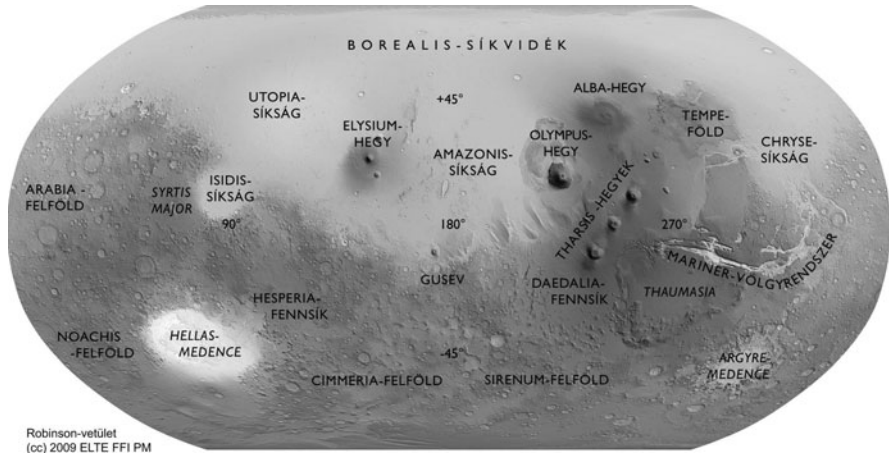 BOREALIS-SÍKVIDÉK
ALBA-HEGY
UTOPIA-
SÍKSÁG
+45°
TEMPE-
FÖLD
ELYSIUM-
HEGY
OLYMPUS-
HEGY
CHRYSE-
SÍKSÁG
AMAZONIS-
SÍKSÁG
ARABIA -
FELFÖLD
SYRTIS
MAJOR
ISIDIS-
SÍKSÁG
THARSIS-HEGYEK
90°
180°
270°
MARINER-VÖLGYRENDSZER
GUSEV
DAEDALIA-
FENNSÍK
THAUMASIA
HESPERIA-
FENNSÍK
NOACHIS
-FELFÖLD
HELLAS-
MEDENCE
-45°
ARGYRE-
MEDENCE
CIMMERIA-FELFÖLD
SIRENUM-FELFÖLD
Robinson-vetület
(cc) 2009 ELTE FFI PM